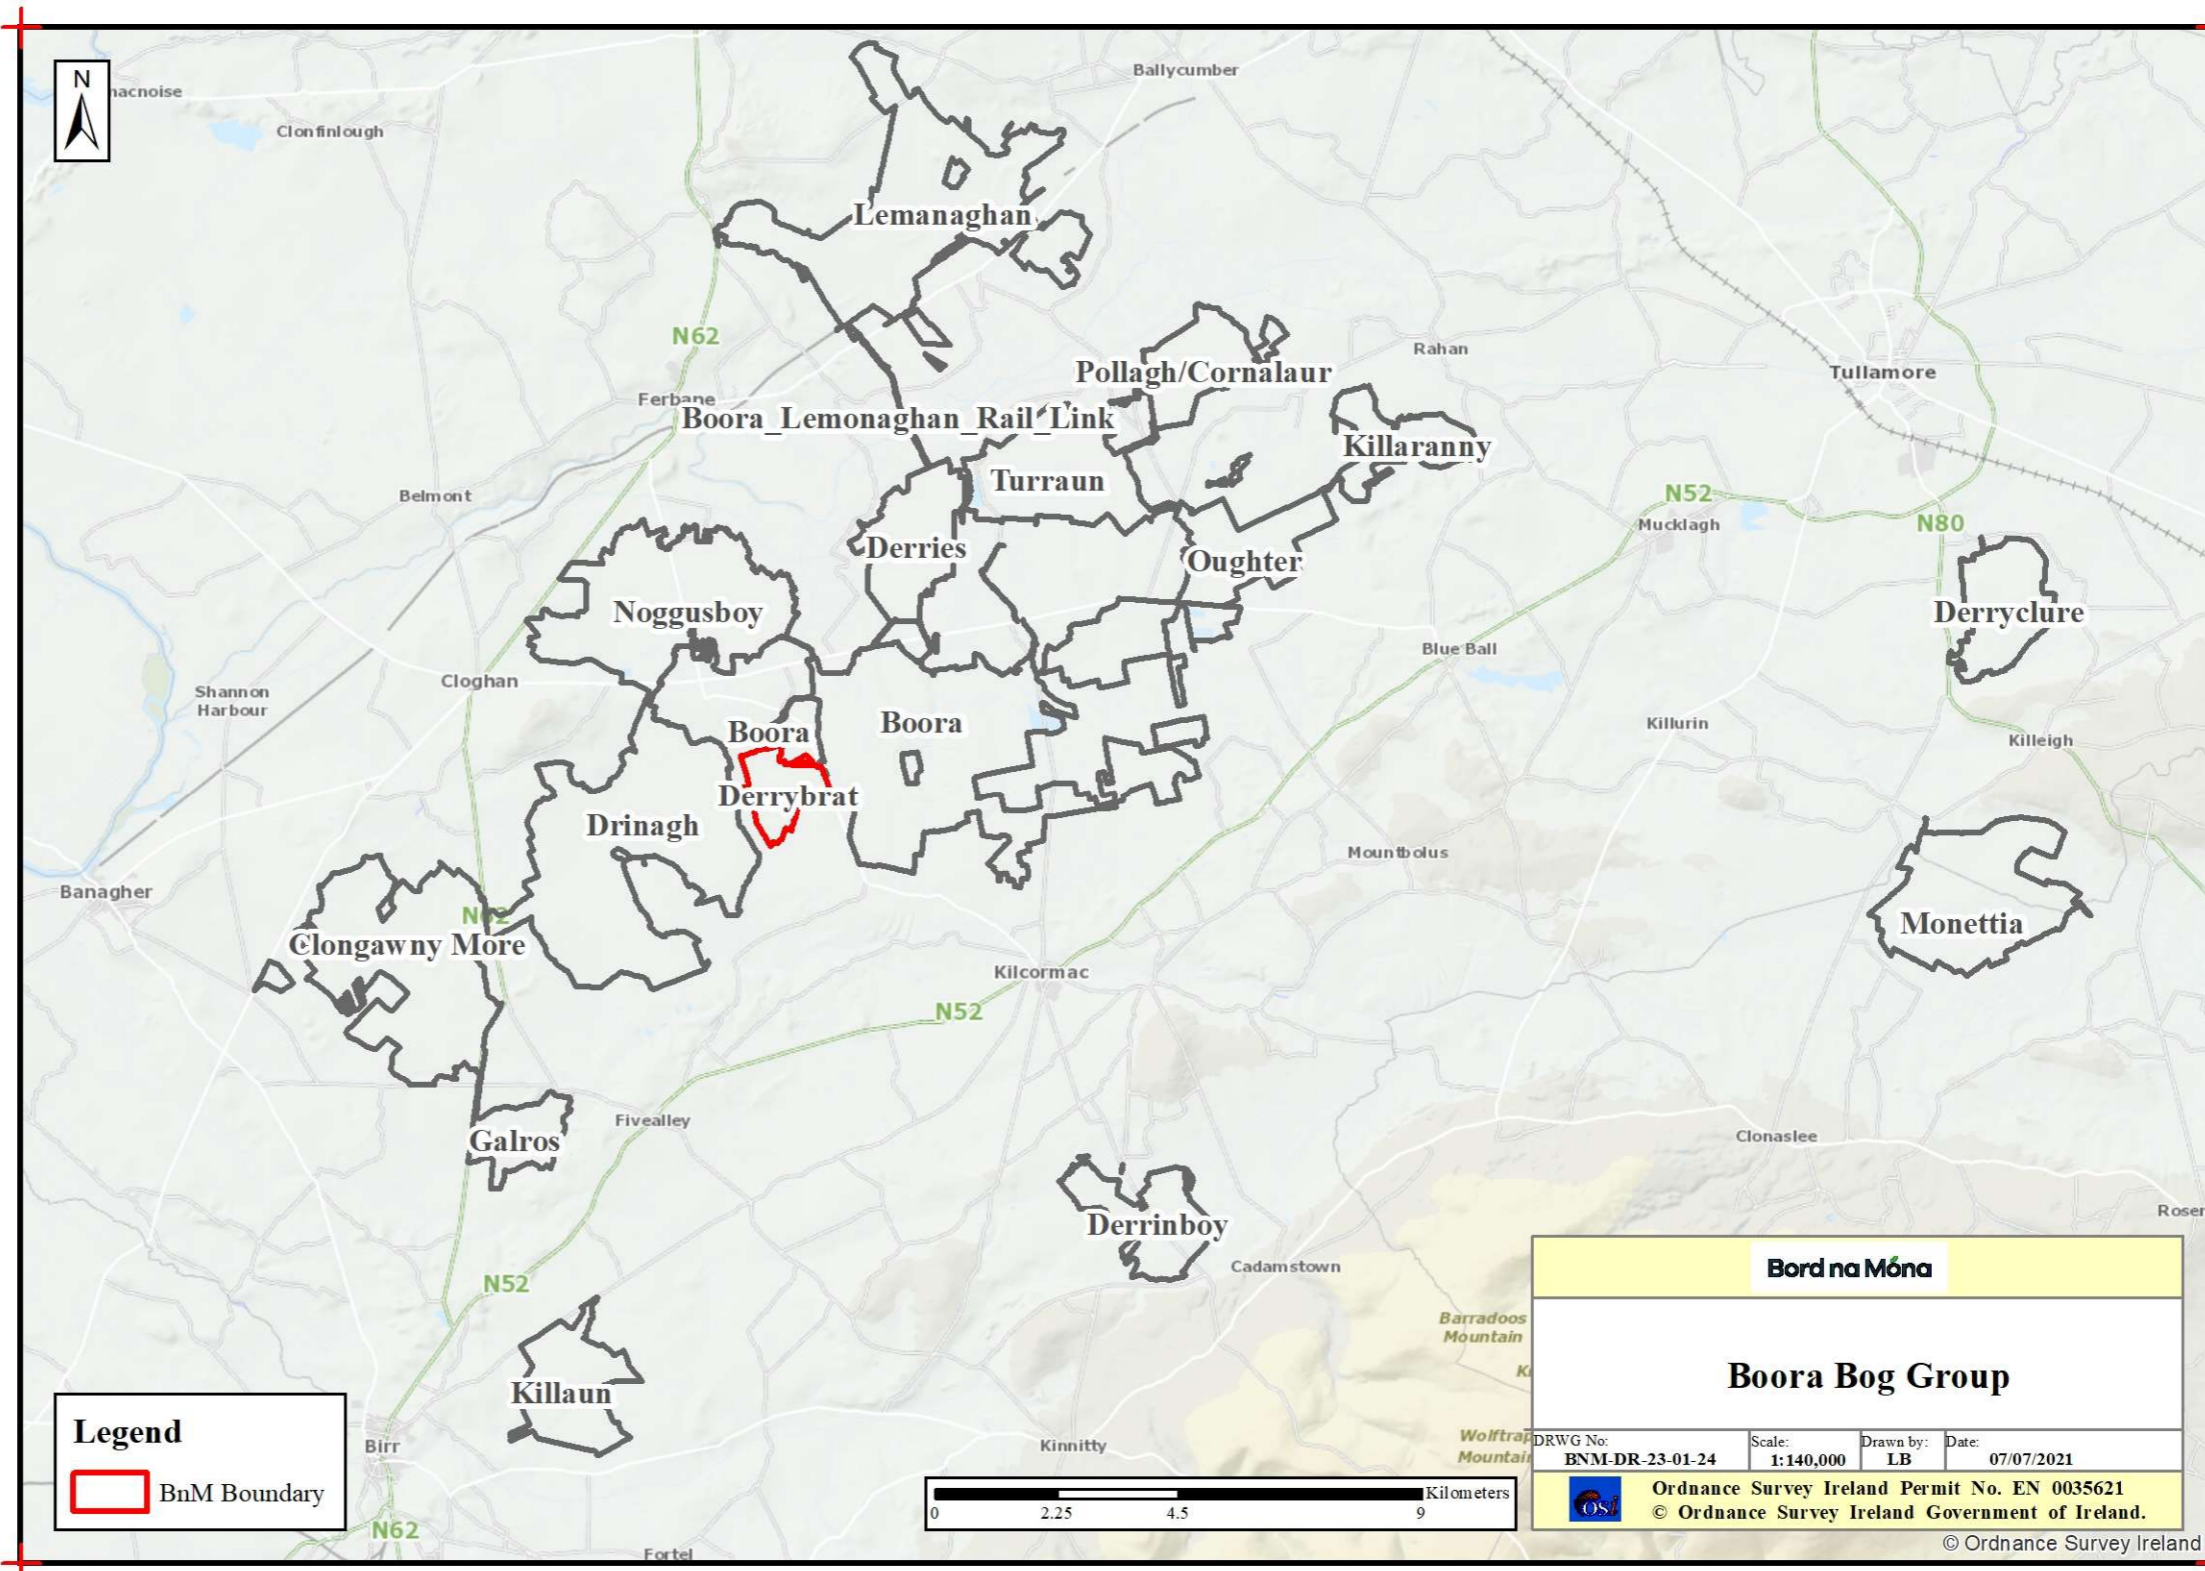 N
nacnoise
Clonfinlough
Ballycumber
Lemanaghan
N62
Pollagh/Cornalaur
Rahan
Tullamore
Ferbane
Boora_Lemonaghan_Rail_Link
Killaranny
Turraun
Belmont
N52
Mucklagh
N80
Derries
Oughter
Noggusboy
Derryclure
Blue Ball
Cloghan
Shannon
Harbour
Boora
Boora
Killurin
Killeigh
Derrybrat
Drinagh
Mountbolus
Banagher
N62
Clongawny More
Monettia
Kilcormac
N52
Fivealley
Galros
Clonaslee
Roser
Derrinboy
Cadamstown
N52
Barradoos
Mountain
Killaun
Kinnitty
Wolftrap
Mountain
Birr
N62
Fortel
Legend
BnM Boundary
Kilometers
0 2.25 4.5 9
Bord na Móna
Boora Bog Group
DRWG No: Scale: Drawn by: Date:
BNM-DR-23-01-24 1:140,000 LB 07/07/2021
osi
Ordnance Survey Ireland Permit No. EN 0035621
© Ordnance Survey Ireland Government of Ireland.
© Ordnance Survey Ireland